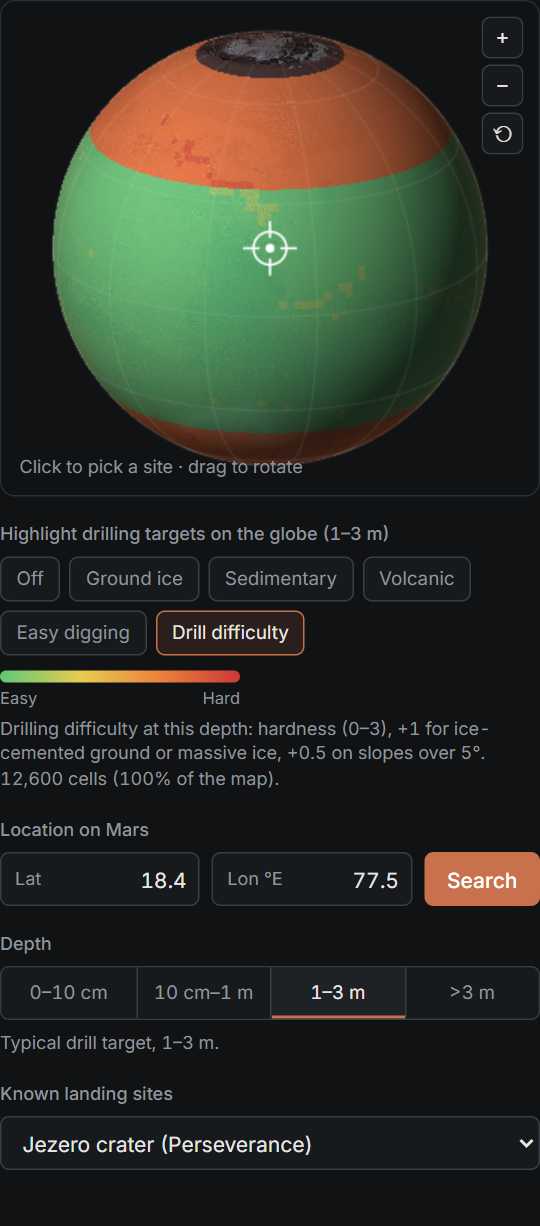 +
−
Click to pick a site · drag to rotate
Highlight drilling targets on the globe (1–3 m)
Off
Ground ice
Sedimentary
Volcanic
Easy digging
Drill difficulty
Easy
Hard
Drilling difficulty at this depth: hardness (0–3), +1 for ice-
cemented ground or massive ice, +0.5 on slopes over 5°.
12,600 cells (100% of the map).
Location on Mars
Lat 18.4
Lon °E 77.5
Search
Depth
0–10 cm
10 cm–1 m
1–3 m
>3 m
Typical drill target, 1–3 m.
Known landing sites
Jezero crater (Perseverance)